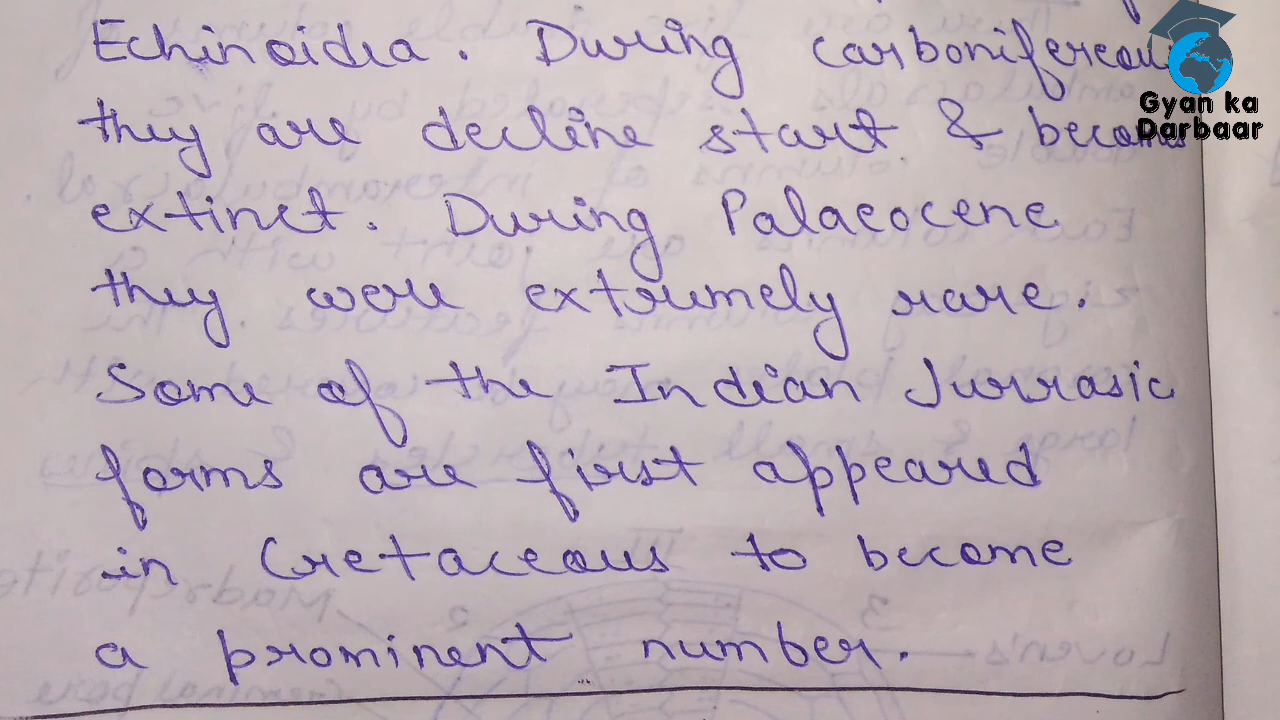 Echinoidia. During carbonifereous
they are decline start & becomes
extinct. During Palaeocene
they were extremely rare.
Some of the Indian Jurrasic
forms are first appeared
in Cretaceous to become
a prominent number.
Gyan ka
Darbaar